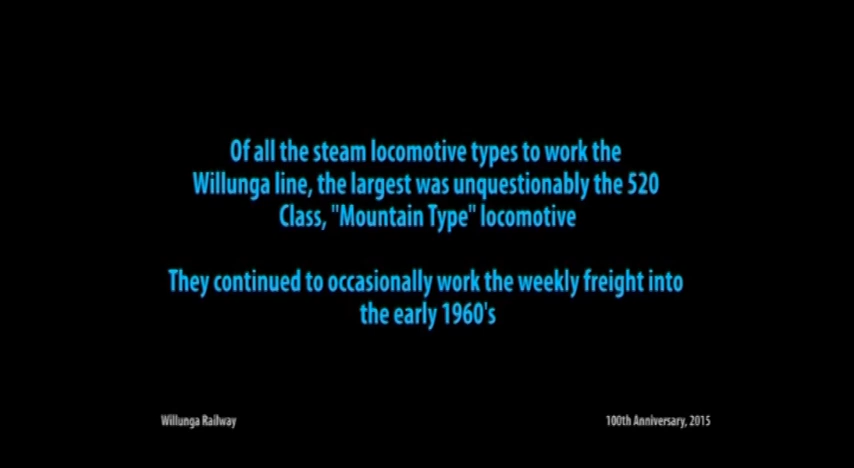 Of all the steam locomotive types to work the
Willunga line, the largest was unquestionably the 520
Class, "Mountain Type" locomotive
They continued to occasionally work the weekly freight into
the early 1960's
Willunga Railway
100th Anniversary, 2015